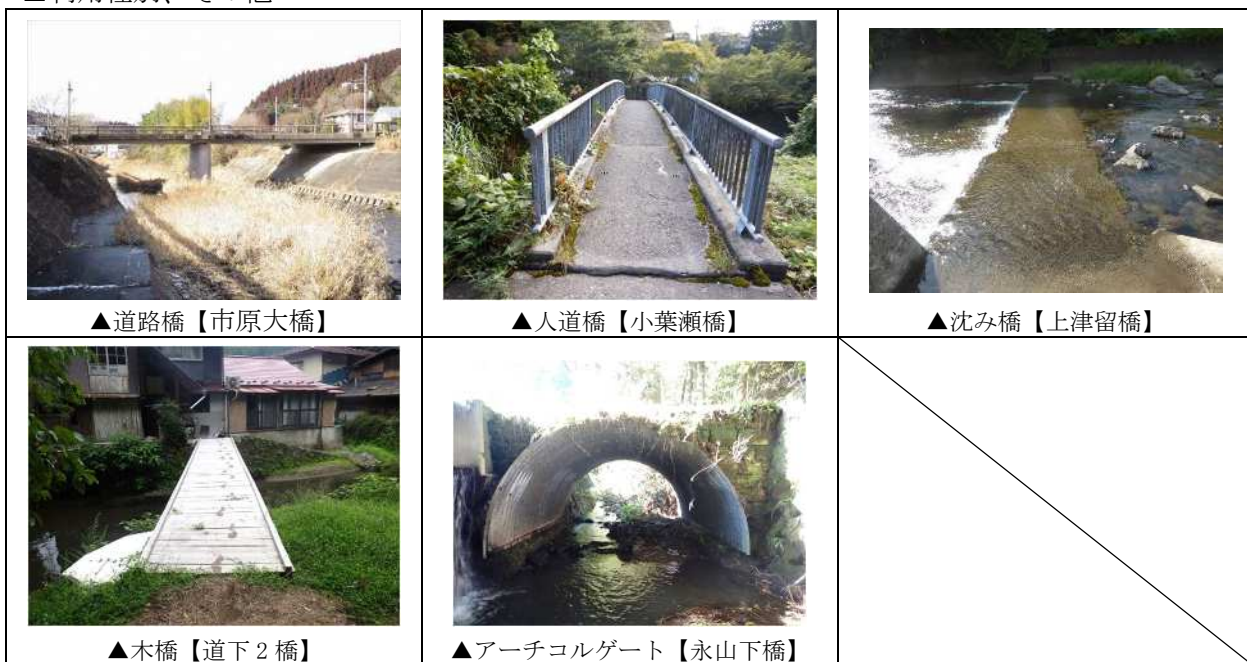 ▲道路橋【市原大橋】
▲人道橋【小葉瀬橋】
▲沈み橋【上津留橋】
▲木橋【道下2橋】
▲アーチコルゲート【永山下橋】